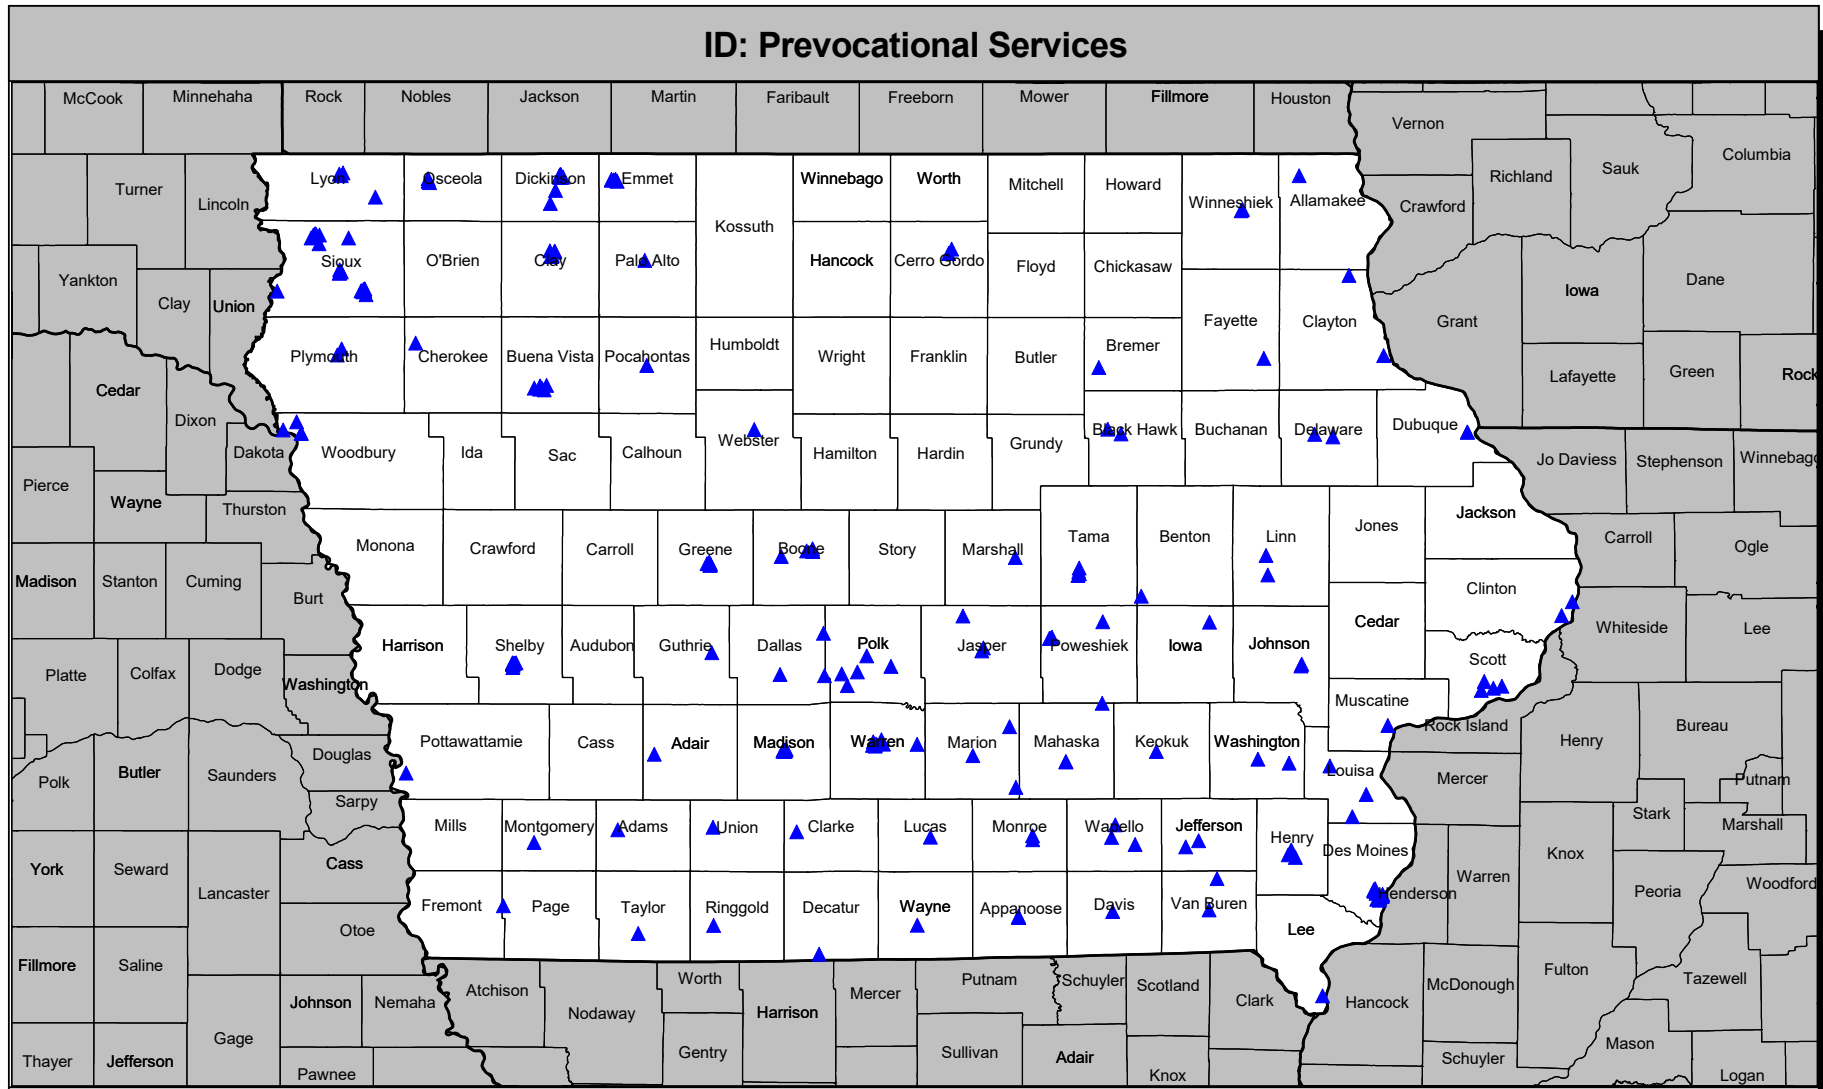 ID: Prevocational Services
McCook Minnehaha Rock Nobles Jackson Martin Faribault Freeborn Mower Fillmore Houston
Vernon
Columbia
Sauk
Richland
Turner Lyon Osceola Dickinson Emmet Winnebago Worth Mitchell Howard
Lincoln Winneshiek Allamakee Crawford
Kossuth
Yankton Sioux O'Brien Clay Palo Alto Hancock Cerro Gordo Floyd Chickasaw Dane
Clay Union Iowa
Fayette Clayton Grant
Plymouth Cherokee Buena Vista Pocahontas Humboldt Wright Franklin Butler Bremer
Lafayette Green Rock
Cedar
Dixon
Dakota Woodbury Ida Sac Calhoun Webster Hamilton Hardin Grundy Black Hawk Buchanan Delaware Dubuque
Jo Daviess Stephenson Winnebago
Pierce
Wayne
Thurston
Monona Crawford Carroll Greene Boone Story Marshall Tama Benton Linn Jones Jackson
Carroll Ogle
Madison Stanton Cuming
Burt
Clinton
Whiteside Lee
Harrison Shelby Audubon Guthrie Dallas Polk Jasper Poweshiek Iowa Johnson Cedar
Scott
Platte Colfax Dodge
Washington
Muscatine
Rock Island Bureau
Henry
Pottawattamie Cass Adair Madison Warren Marion Mahaska Keokuk Washington
Louisa
Douglas
Polk Butler Saunders
Sarpy
Mercer
Putnam
Stark
Marshall
Mills Montgomery Adams Union Clarke Lucas Monroe Wapello Jefferson Henry
Des Moines
Knox
York Seward Cass
Lancaster
Warren
Peoria
Woodford
Henderson
Fremont Page Taylor Ringgold Decatur Wayne Appanoose Davis Van Buren
Lee
Otoe
Fillmore Saline
Fulton
Tazewell
Atchison Worth Putnam Schuyler Scotland
Johnson Nemaha Nodaway Harrison Mercer Clark Hancock McDonough
Gage
Mason
Thayer Jefferson Gentry Sullivan Adair Schuyler
Pawnee Knox Logan